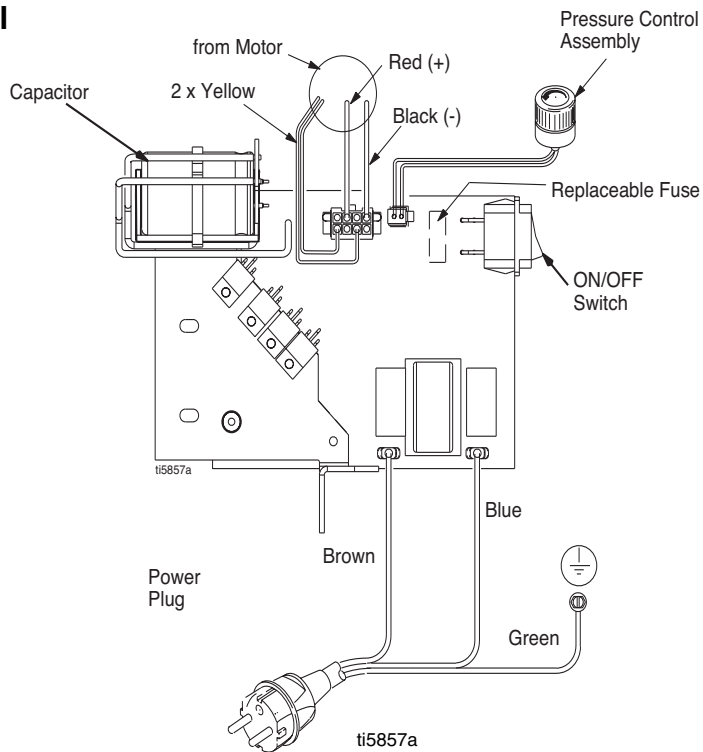 l
Pressure Control
Assembly
from Motor
Red (+)
Capacitor
2 x Yellow
Black (-)
Replaceable Fuse
ON/OFF
Switch
ti5857a
Blue
Brown
Power
Plug
Green
ti5857a